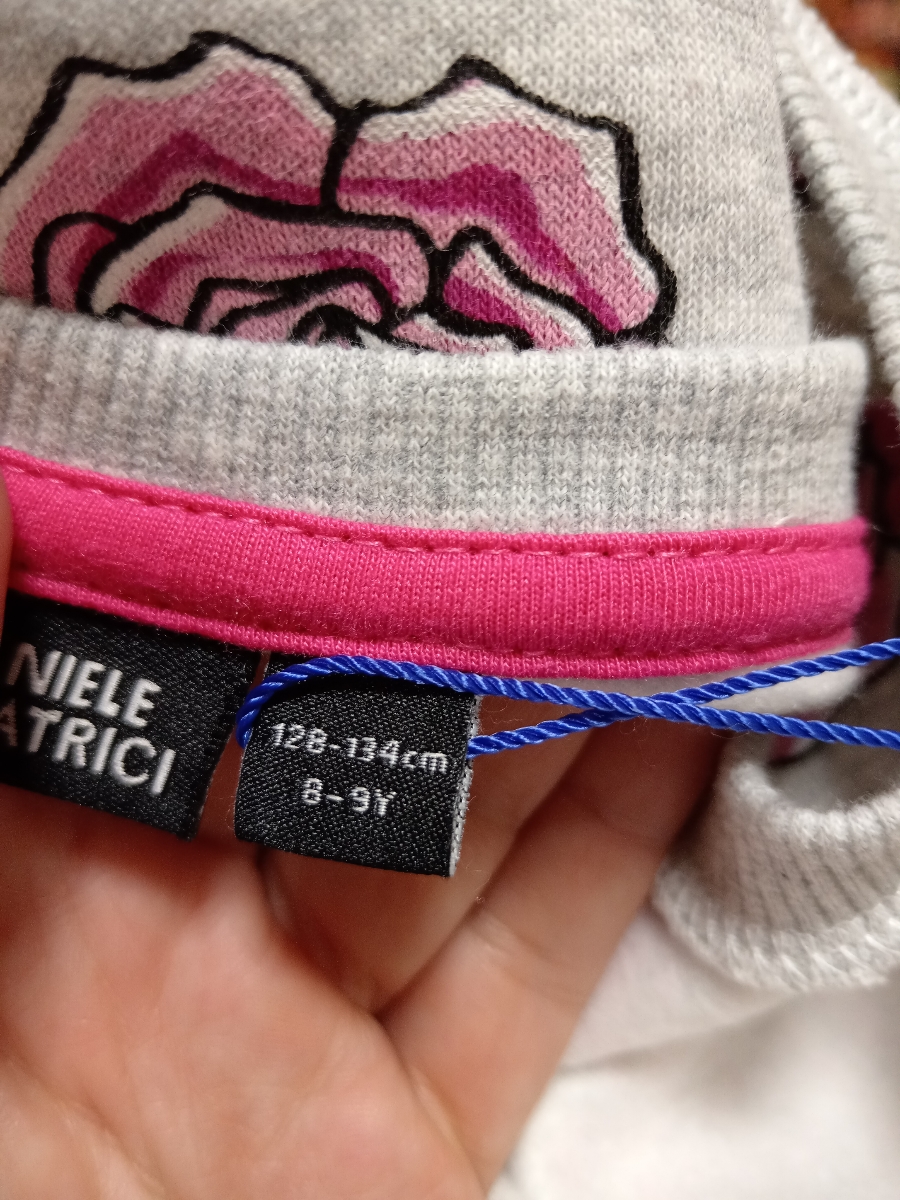 NIELE
ATRICI
128-134cm
8-9Y